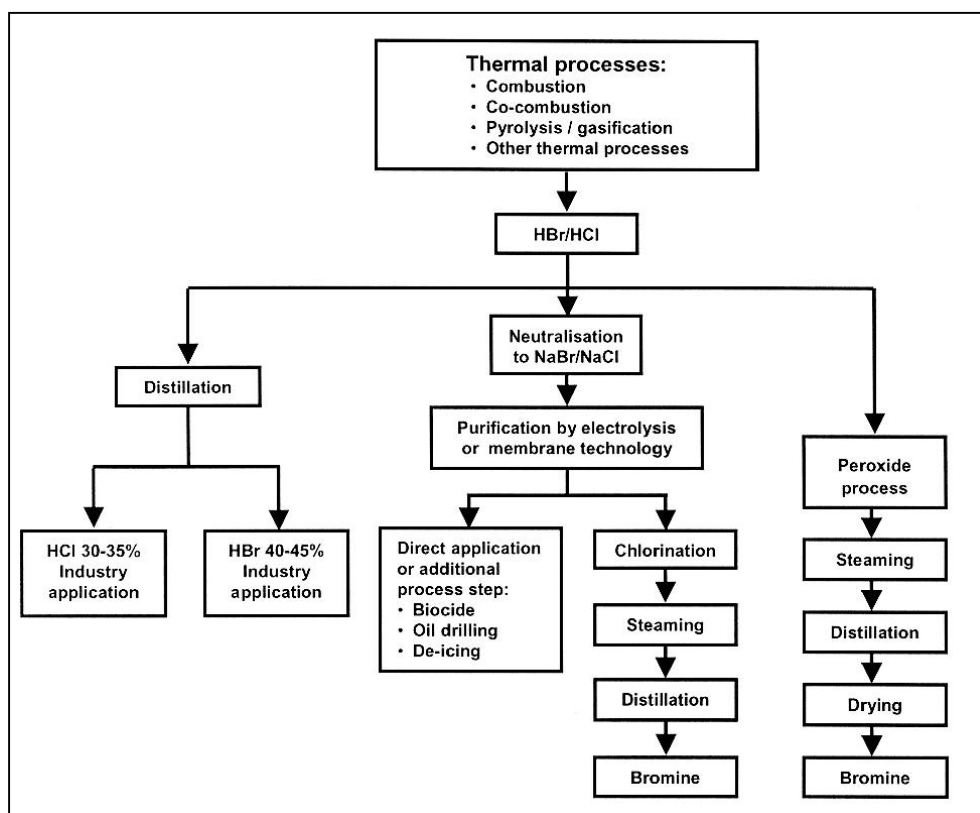 Thermal processes:
• Combustion
• Co-combustion
• Pyrolysis / gasification
• Other thermal processes
HBr/HCl
Distillation
HCl 30-35%
Industry
application
HBr 40-45%
Industry
application
Neutralisation
to NaBr/NaCl
Purification by electrolysis
or membrane technology
Direct application
or additional
process step:
• Biocide
• Oil drilling
• De-icing
Chlorination
Steaming
Distillation
Bromine
Peroxide
process
Steaming
Distillation
Drying
Bromine